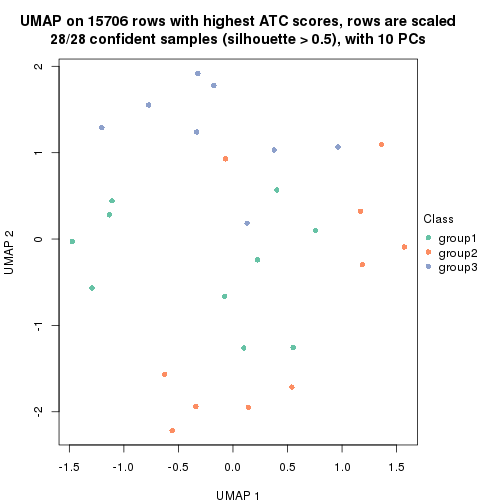 UMAP on 15706 rows with highest ATC scores, rows are scaled
28/28 confident samples (silhouette > 0.5), with 10 PCs
2
1
0
-1
-2
UMAP 2
-1.5 -1.0 -0.5 0.0 0.5 1.0 1.5
UMAP 1
Class
group1
group2
group3